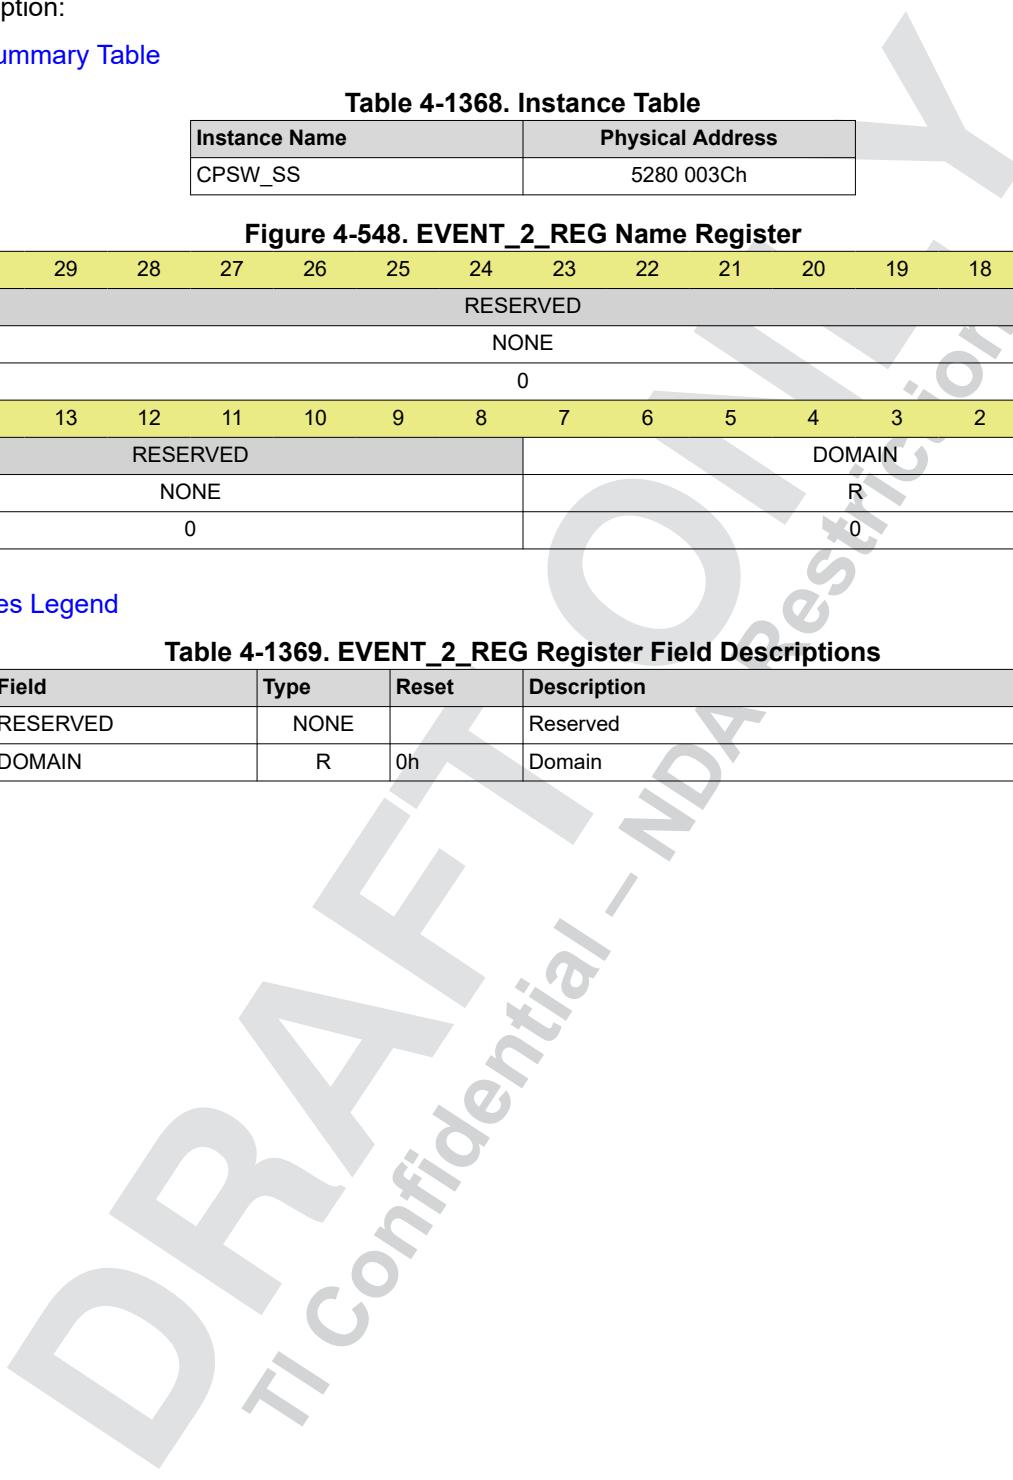 ption:
ummary Table
Table 4-1368. Instance Table
Instance Name Physical Address
CPSW_SS 5280 003Ch
Figure 4-548. EVENT_2_REG Name Register
29 28 27 26 25 24 23 22 21 20 19 18
RESERVED
NONE
0
13 12 11 10 9 8 7 6 5 4 3 2
RESERVED DOMAIN
NONE R
0 0
es Legend
Table 4-1369. EVENT_2_REG Register Field Descriptions
Field Type Reset Description
RESERVED NONE Reserved
DOMAIN R 0h Domain
DRAFT ONLY
TI Confidential – NDA Restriction